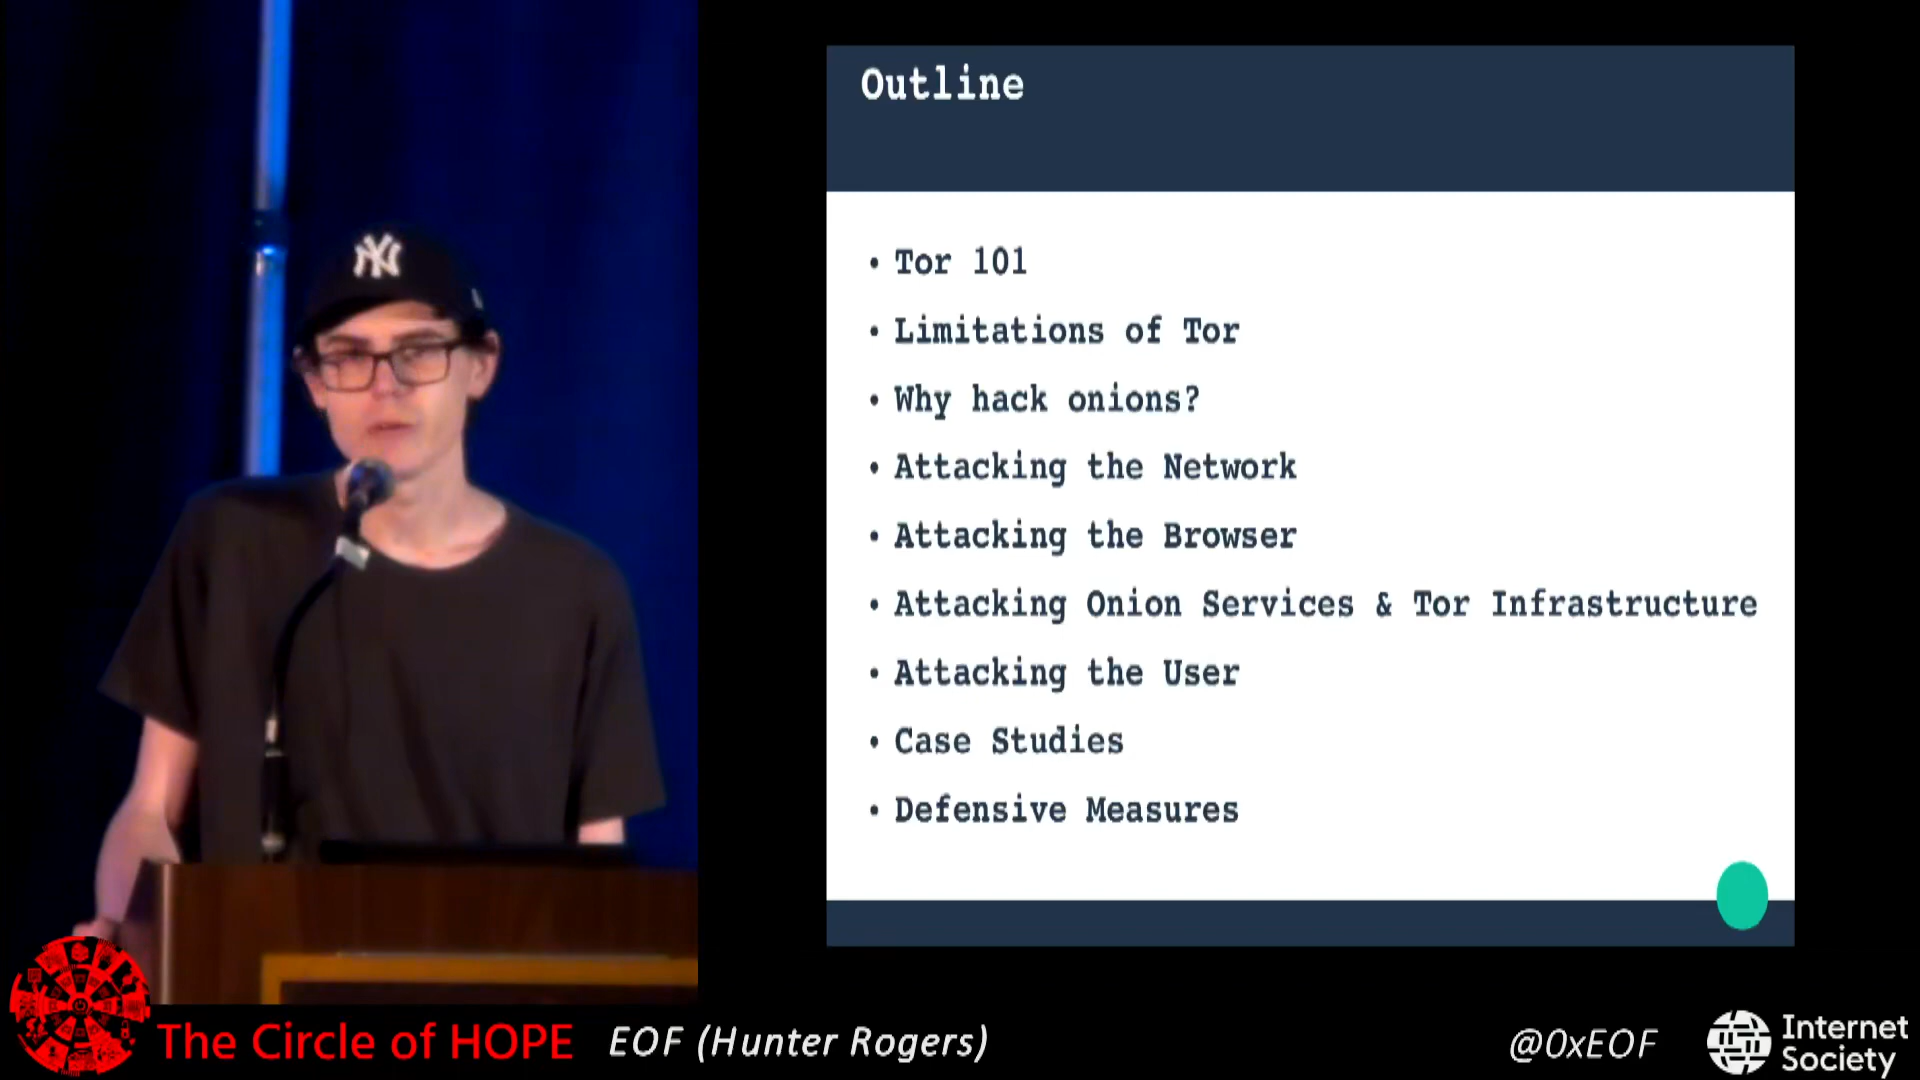 NY
Outline
• Tor 101
• Limitations of Tor
• Why hack onions?
• Attacking the Network
• Attacking the Browser
• Attacking Onion Services & Tor Infrastructure
• Attacking the User
• Case Studies
• Defensive Measures
The Circle of HOPE
EOF (Hunter Rogers)
@0xEOF
Internet
Society